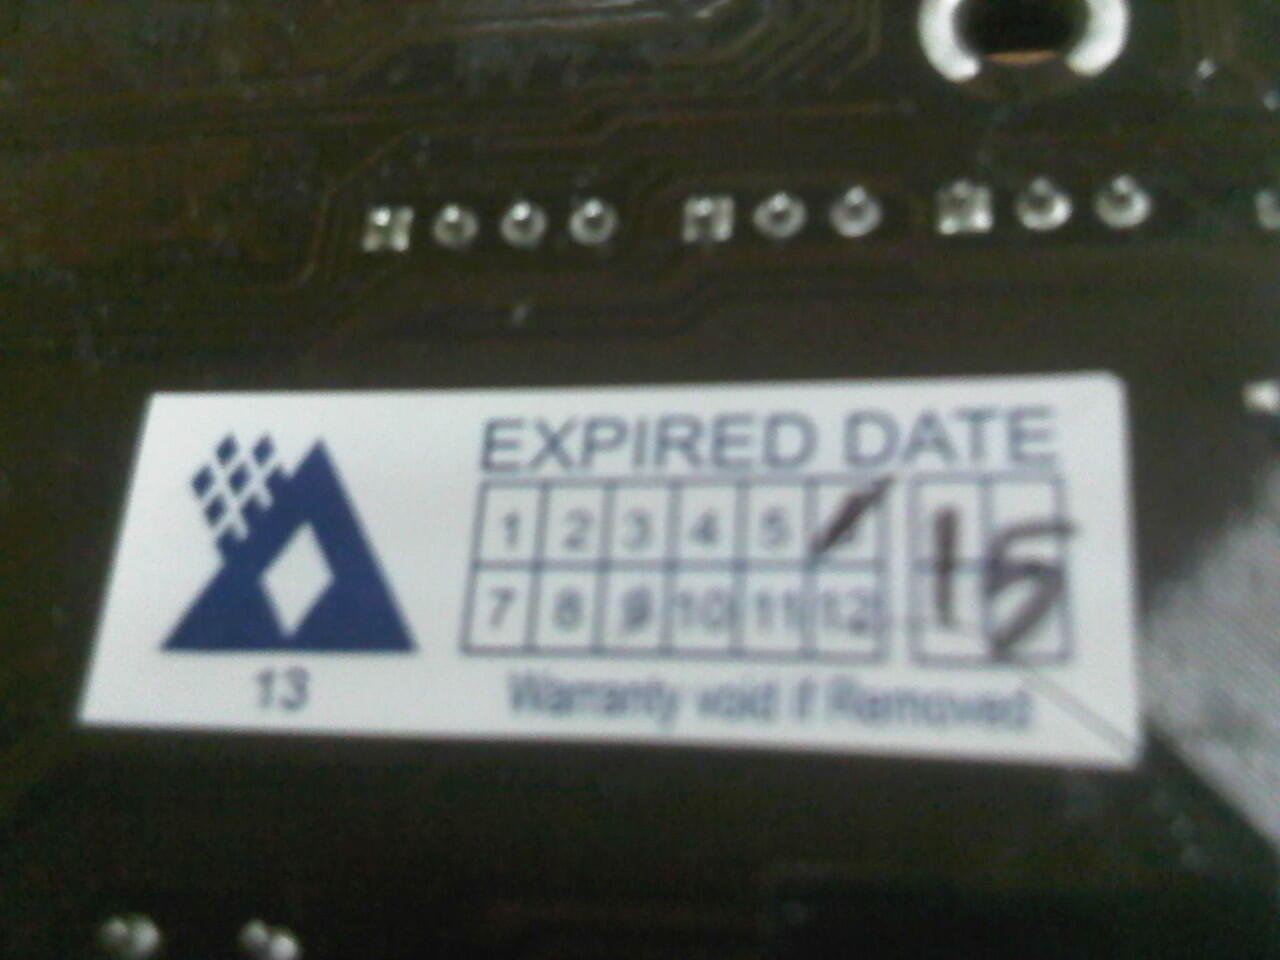 EXPIRED DATE
1 2 3 4 5 6 15
7 8 9 10 11 12
13
Warranty void if Removed